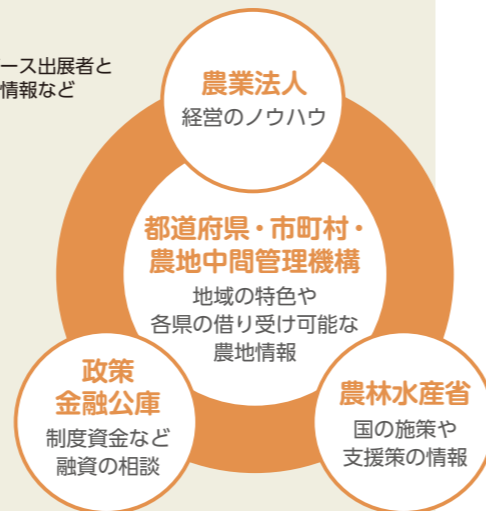 ース出展者と
情報など
農業法人
経営のノウハウ
都道府県・市町村・
農地中間管理機構
地域の特色や
各県の借り受け可能な
農地情報
政策
金融公庫
制度資金など
融資の相談
農林水産省
国の施策や
支援策の情報